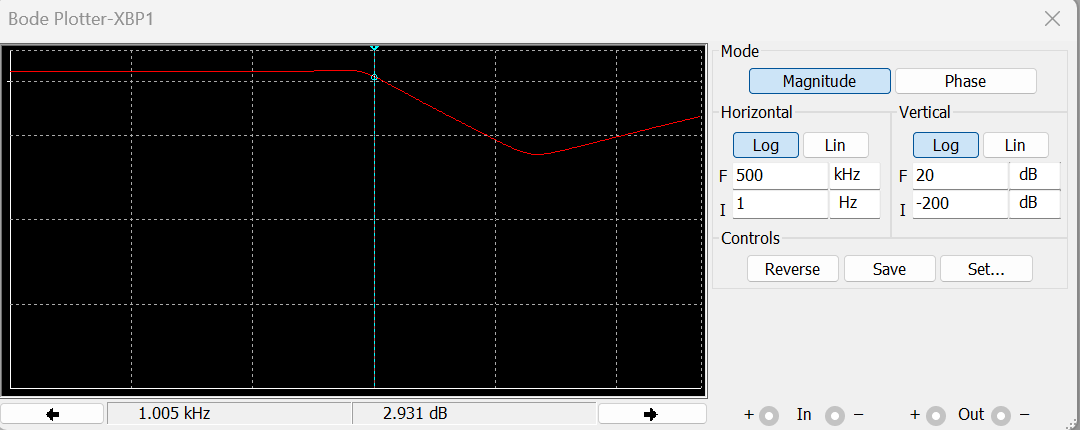 Bode Plotter-XBP1
Mode
Magnitude Phase
Horizontal Vertical
Log Lin Log Lin
F 500 kHz F 20 dB
I 1 Hz I -200 dB
Controls
Reverse Save Set...
1.005 kHz 2.931 dB
+ In − + Out −